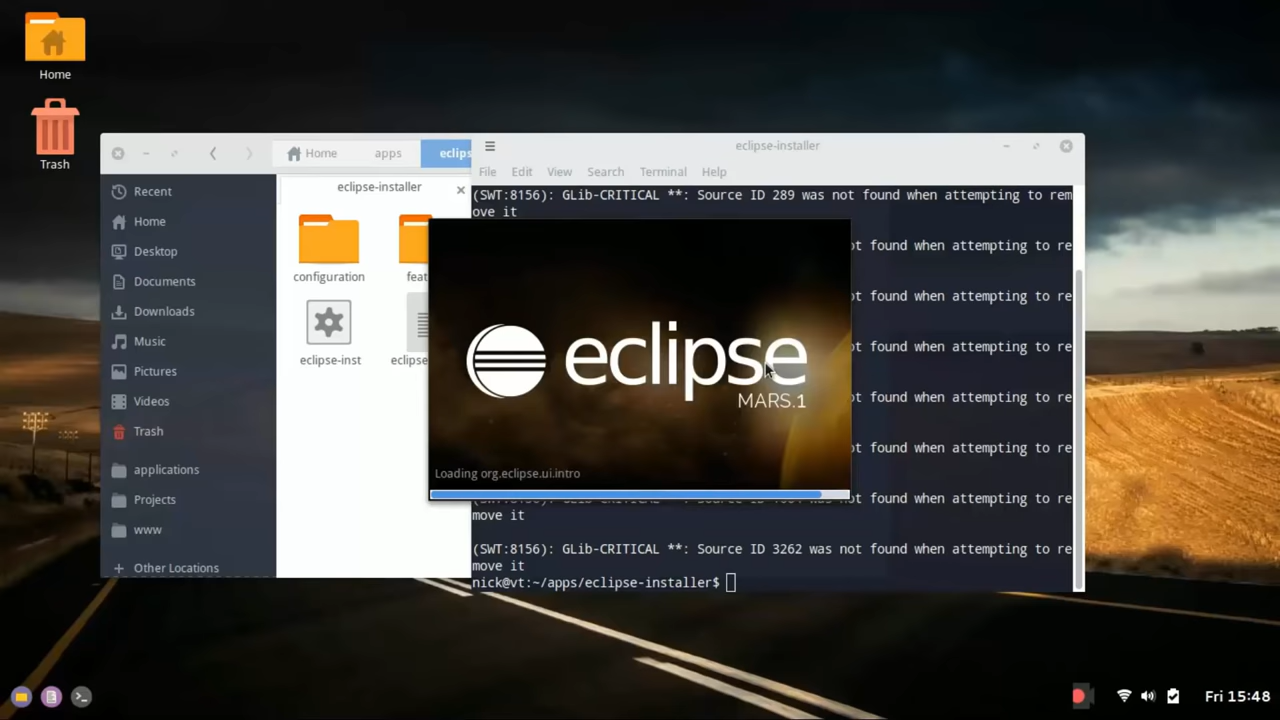 Home
Trash
Home
apps
eclips
Recent
Home
Desktop
Documents
Downloads
Music
Pictures
Videos
Trash
applications
Projects
www
Other Locations
eclipse-installer
configuration
feat
eclipse-inst
eclipse
eclipse-installer
File Edit View Search Terminal Help
(SWT:8156): GLib-CRITICAL **: Source ID 289 was not found when attempting to rem
ove it
ot found when attempting to re
ot found when attempting to re
ot found when attempting to re
ot found when attempting to re
ot found when attempting to re
ot found when attempting to re
move it
(SWT:8156): GLib-CRITICAL **: Source ID 3262 was not found when attempting to re
move it
nick@vt:~/apps/eclipse-installer$
eclipse
MARS.1
Loading org.eclipse.ui.intro
Fri 15:48